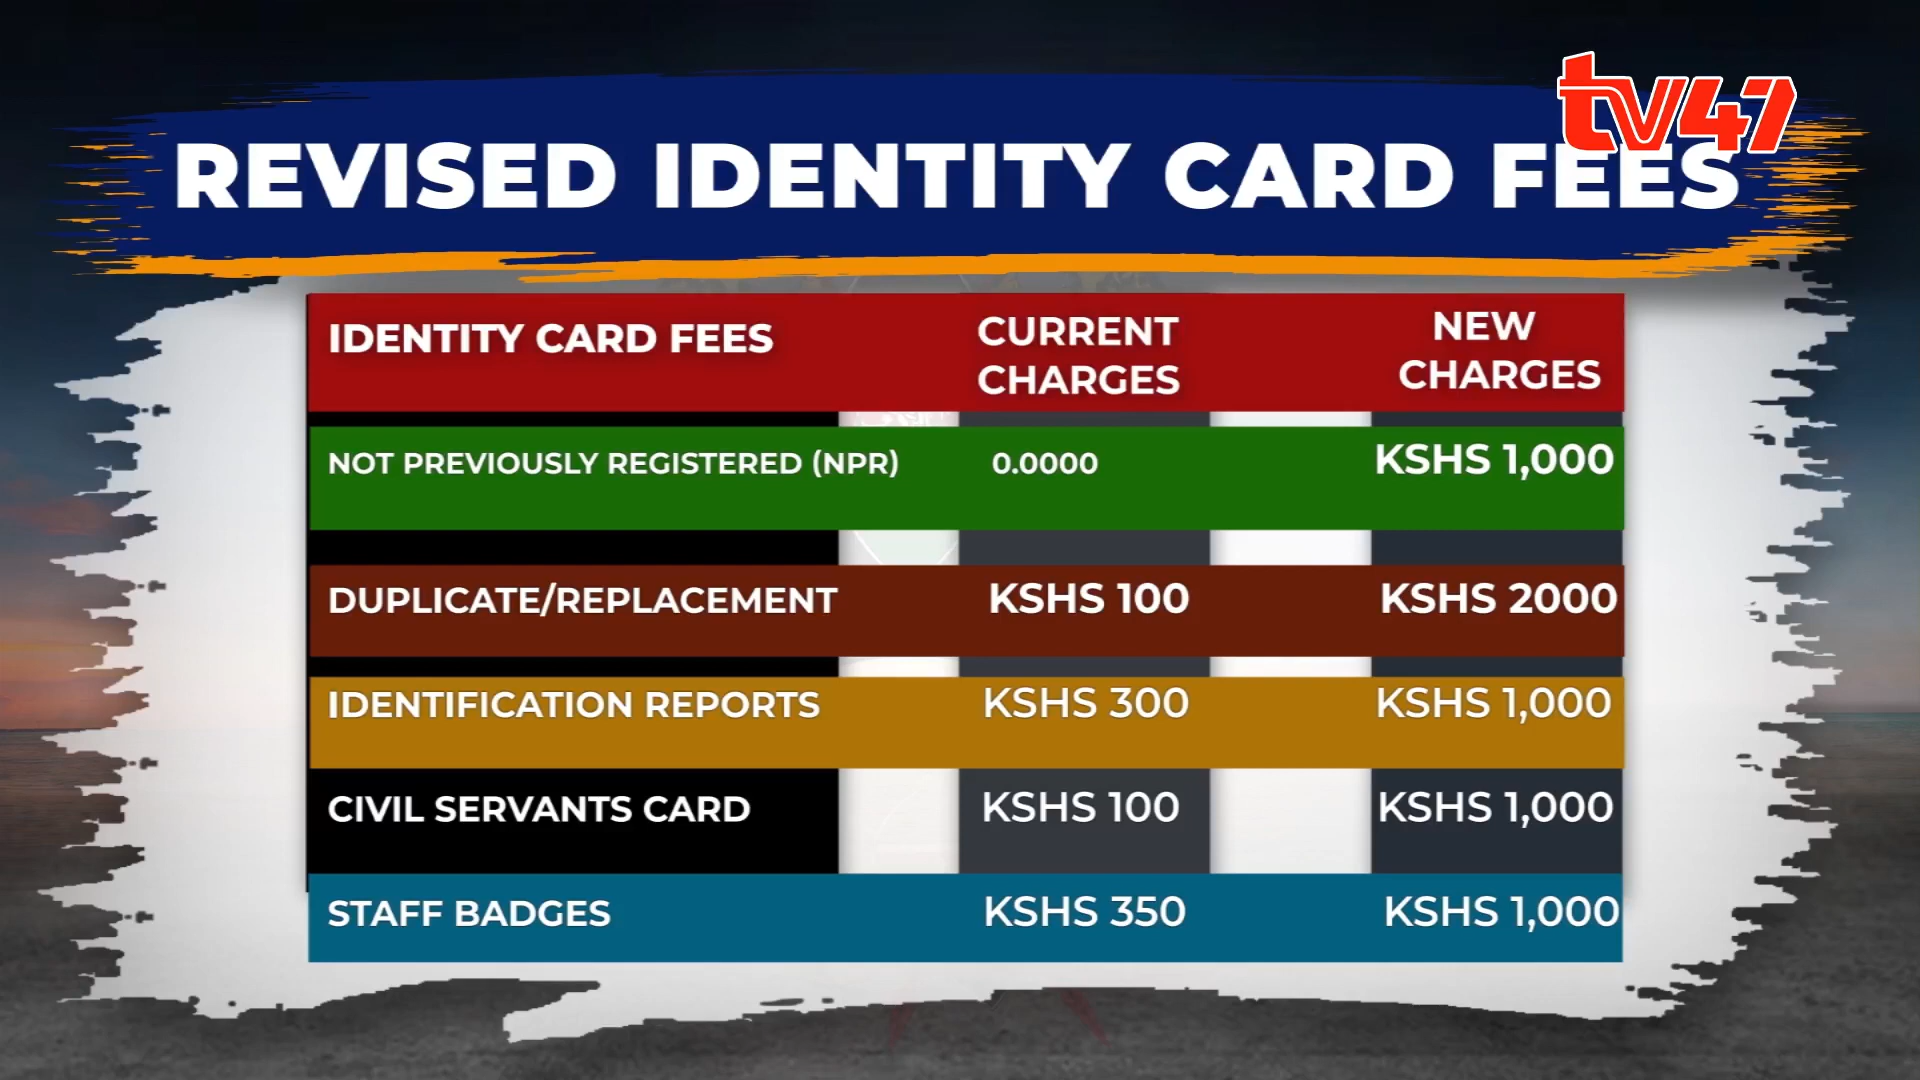 tv47
REVISED IDENTITY CARD FEES
IDENTITY CARD FEES
CURRENT
CHARGES
NEW
CHARGES
NOT PREVIOUSLY REGISTERED (NPR) 0.0000 KSHS 1,000
DUPLICATE/REPLACEMENT KSHS 100 KSHS 2000
IDENTIFICATION REPORTS KSHS 300 KSHS 1,000
CIVIL SERVANTS CARD KSHS 100 KSHS 1,000
STAFF BADGES KSHS 350 KSHS 1,000